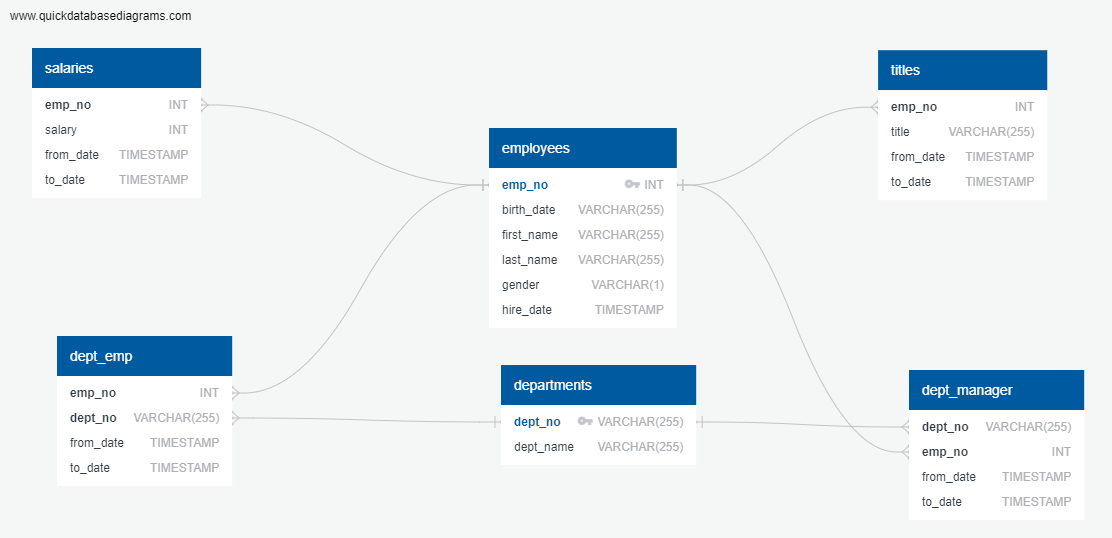 www.quickdatabasediagrams.com
salaries
emp_no INT
salary INT
from_date TIMESTAMP
to_date TIMESTAMP
employees
emp_no INT
birth_date VARCHAR(255)
first_name VARCHAR(255)
last_name VARCHAR(255)
gender VARCHAR(1)
hire_date TIMESTAMP
titles
emp_no INT
title VARCHAR(255)
from_date TIMESTAMP
to_date TIMESTAMP
dept_emp
emp_no INT
dept_no VARCHAR(255)
from_date TIMESTAMP
to_date TIMESTAMP
departments
dept_no VARCHAR(255)
dept_name VARCHAR(255)
dept_manager
dept_no VARCHAR(255)
emp_no INT
from_date TIMESTAMP
to_date TIMESTAMP